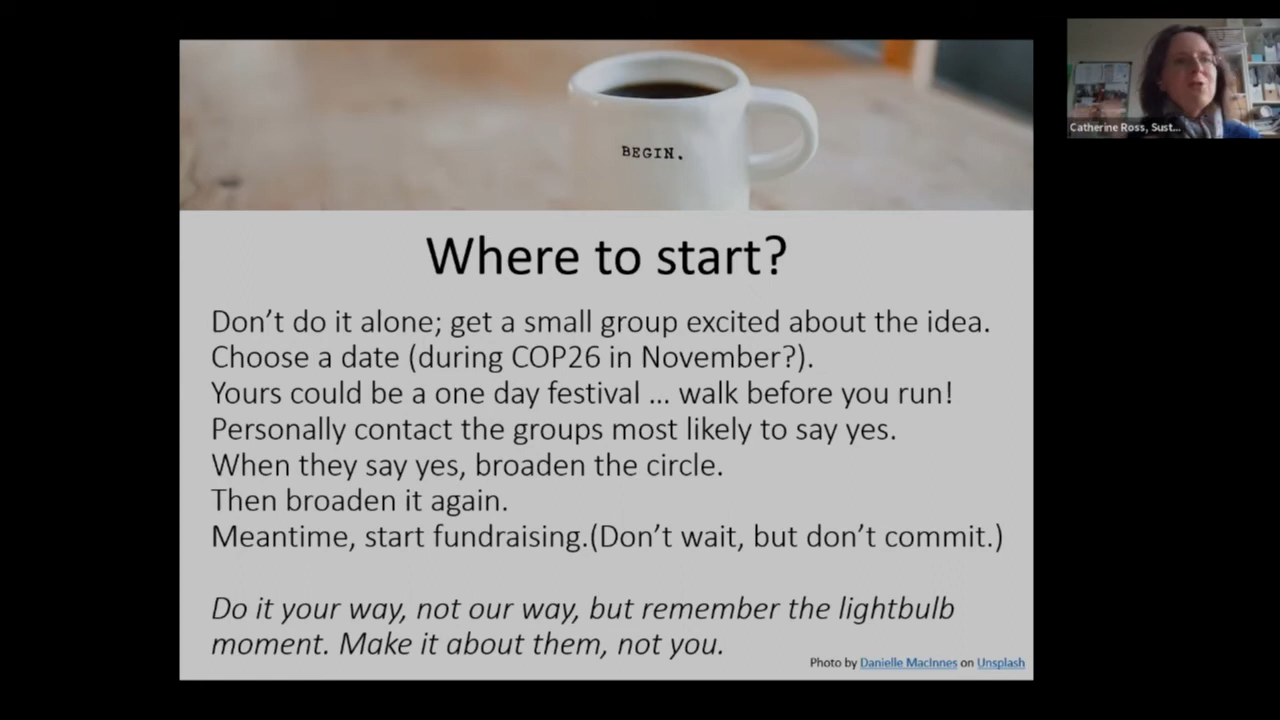 BEGIN.
Catherine Ross, Sust...
Where to start?
Don't do it alone; get a small group excited about the idea.
Choose a date (during COP26 in November?).
Yours could be a one day festival ... walk before you run!
Personally contact the groups most likely to say yes.
When they say yes, broaden the circle.
Then broaden it again.
Meantime, start fundraising.(Don't wait, but don't commit.)
Do it your way, not our way, but remember the lightbulb
moment. Make it about them, not you.
Photo by Danielle MacInnes on Unsplash